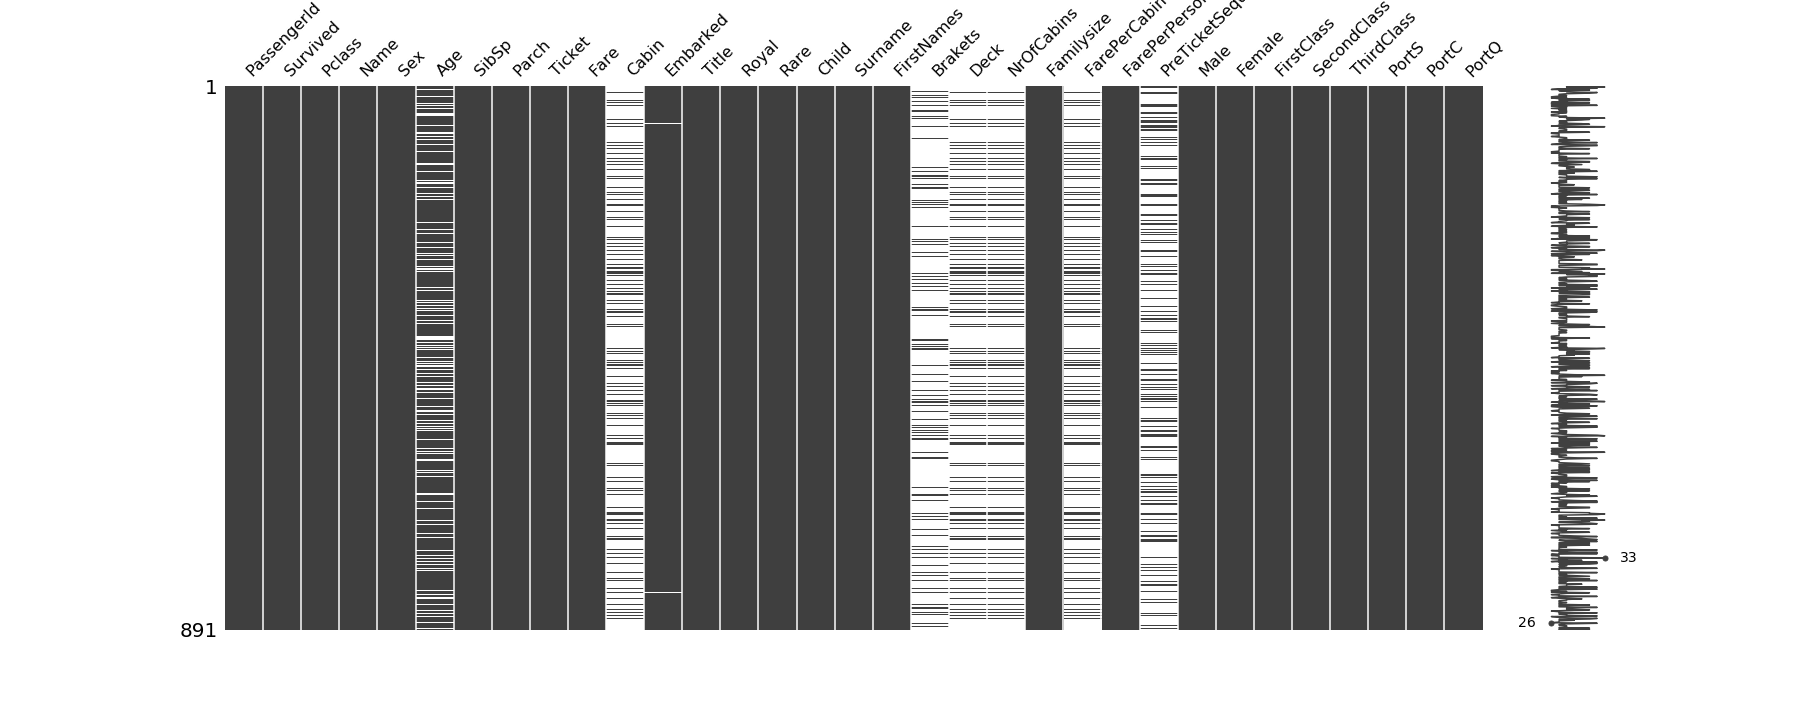 PassengerId
Survived
Pclass
Name
Sex
Age
SibSp
Parch
Ticket
Fare
Cabin
Embarked
Title
Royal
Rare
Child
Surname
FirstNames
Brakets
Deck
NrOfCabins
Familysize
FarePerCabin
FarePerPerson
PreTicketSequ
Male
Female
FirstClass
SecondClass
ThirdClass
PortS
PortC
PortQ
1
33
26
891